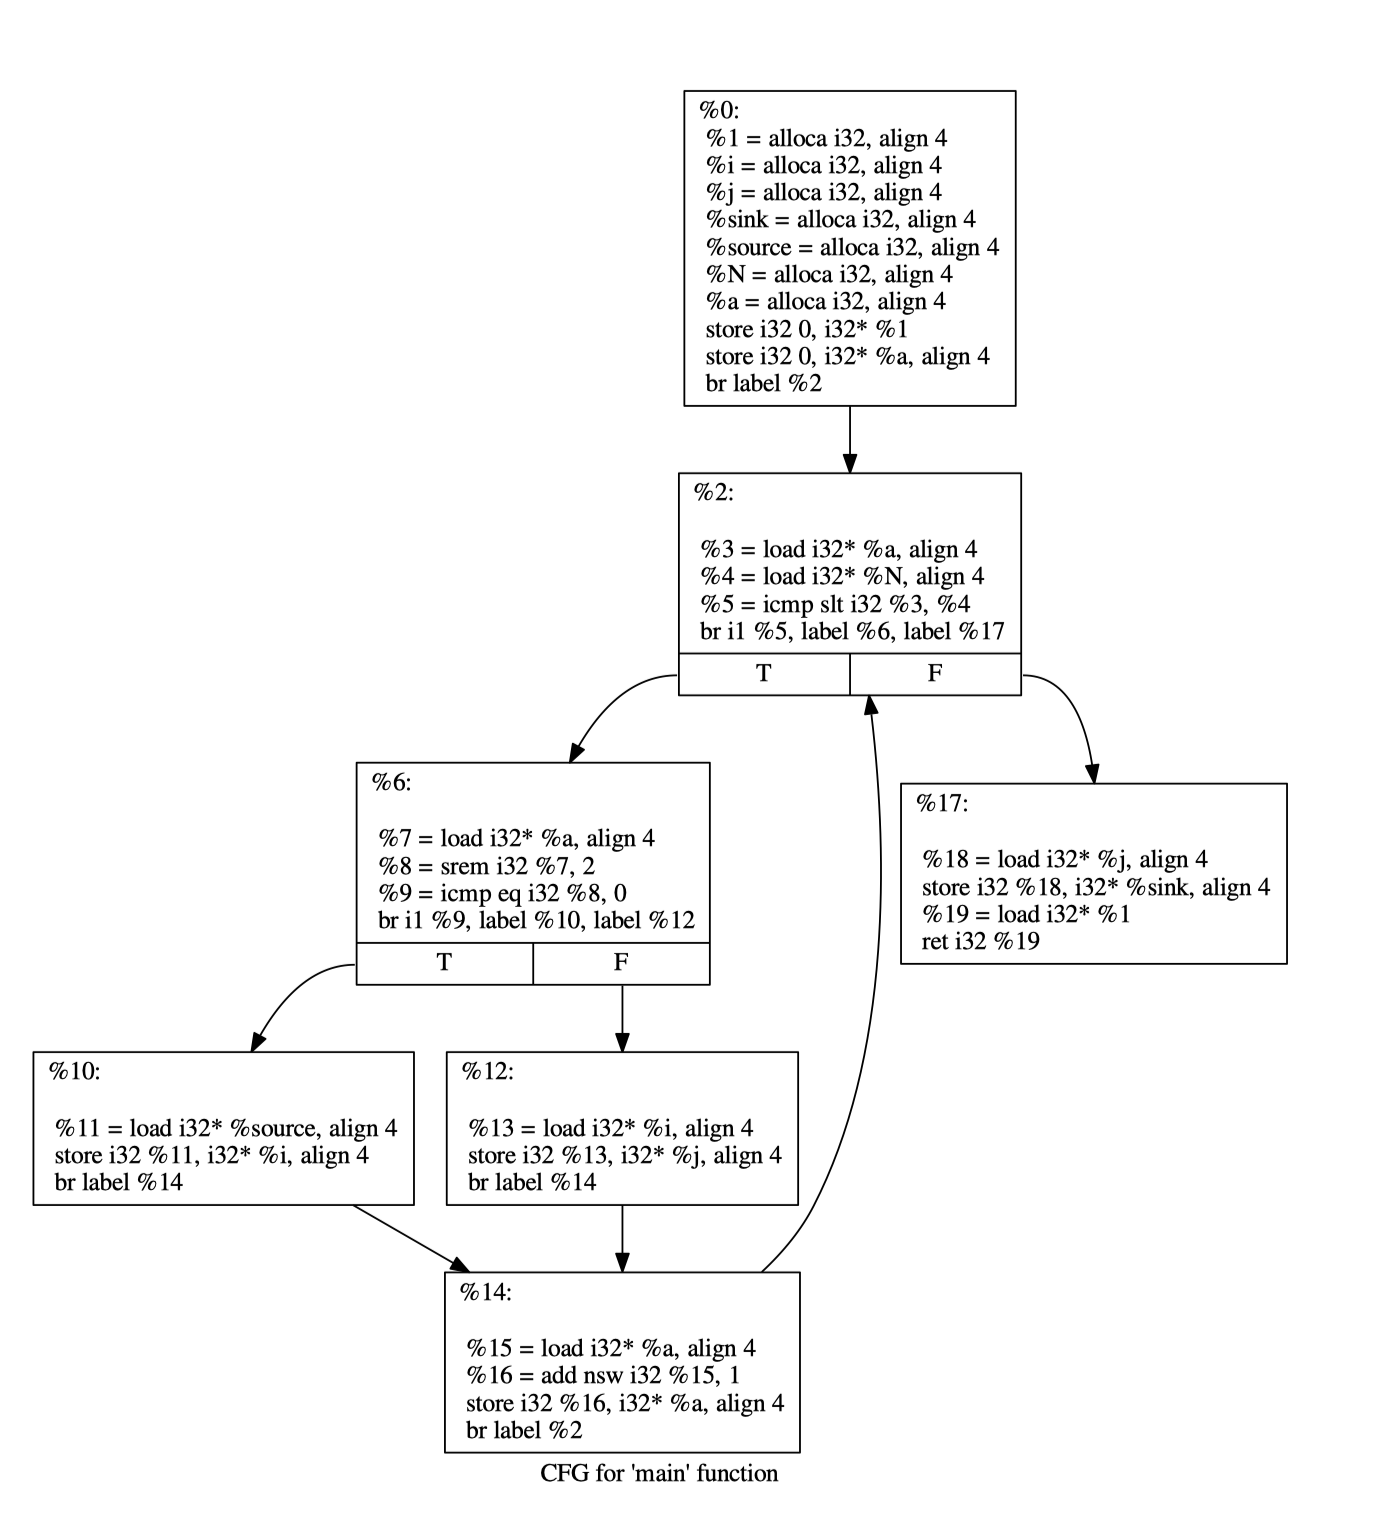 %0:
%1 = alloca i32, align 4
%i = alloca i32, align 4
%j = alloca i32, align 4
%sink = alloca i32, align 4
%source = alloca i32, align 4
%N = alloca i32, align 4
%a = alloca i32, align 4
store i32 0, i32* %1
store i32 0, i32* %a, align 4
br label %2
%2:
%3 = load i32* %a, align 4
%4 = load i32* %N, align 4
%5 = icmp slt i32 %3, %4
br i1 %5, label %6, label %17
T
F
%6:
%7 = load i32* %a, align 4
%8 = srem i32 %7, 2
%9 = icmp eq i32 %8, 0
br i1 %9, label %10, label %12
T
F
%17:
%18 = load i32* %j, align 4
store i32 %18, i32* %sink, align 4
%19 = load i32* %1
ret i32 %19
%10:
%11 = load i32* %source, align 4
store i32 %11, i32* %i, align 4
br label %14
%12:
%13 = load i32* %i, align 4
store i32 %13, i32* %j, align 4
br label %14
%14:
%15 = load i32* %a, align 4
%16 = add nsw i32 %15, 1
store i32 %16, i32* %a, align 4
br label %2
CFG for 'main' function